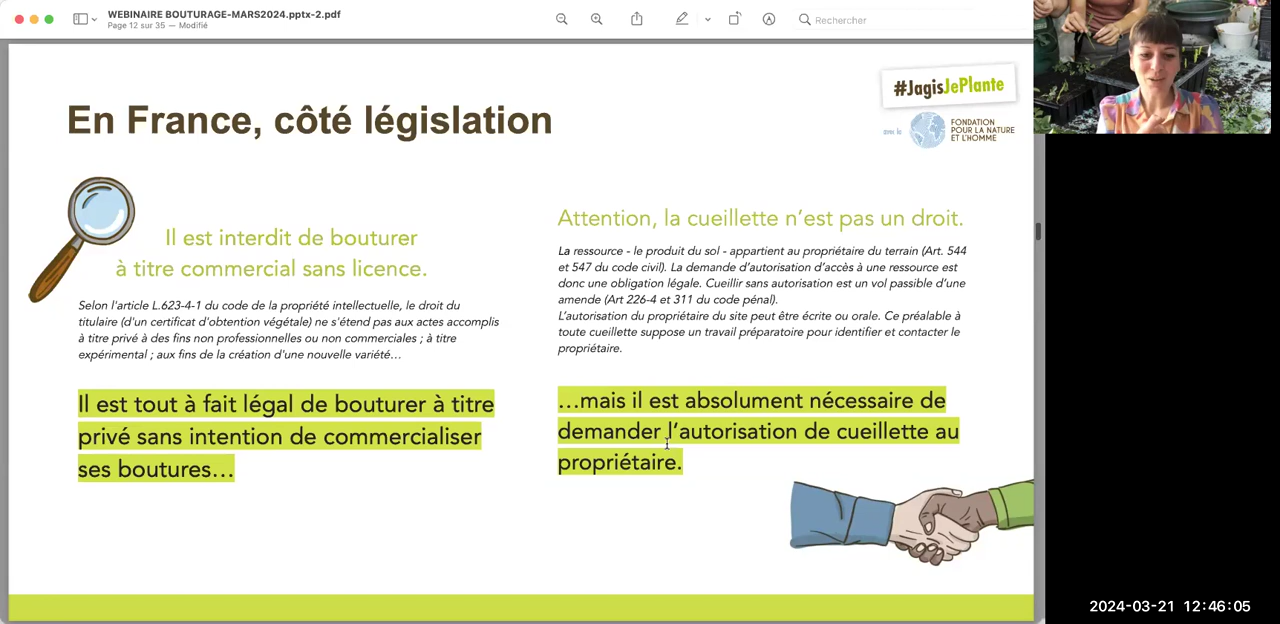 WEBINAIRE BOUTURAGE-MARS2024.pptx-2.pdf
Page 12 sur 35 — Modifié
Rechercher
#JagisJePlante
avec la
FONDATION
POUR LA NATURE
ET L'HOMME
En France, côté législation
Il est interdit de bouturer
à titre commercial sans licence.
Selon l'article L.623-4-1 du code de la propriété intellectuelle, le droit du
titulaire (d'un certificat d'obtention végétale) ne s'étend pas aux actes accomplis
à titre privé à des fins non professionnelles ou non commerciales ; à titre
expérimental ; aux fins de la création d'une nouvelle variété…
Il est tout à fait légal de bouturer à titre
privé sans intention de commercialiser
ses boutures…
Attention, la cueillette n’est pas un droit.
La ressource - le produit du sol - appartient au propriétaire du terrain (Art. 544
et 547 du code civil). La demande d’autorisation d’accès à une ressource est
donc une obligation légale. Cueillir sans autorisation est un vol passible d’une
amende (Art 226-4 et 311 du code pénal).
L’autorisation du propriétaire du site peut être écrite ou orale. Ce préalable à
toute cueillette suppose un travail préparatoire pour identifier et contacter le
propriétaire.
…mais il est absolument nécessaire de
demander l’autorisation de cueillette au
propriétaire.
2024-03-21 12:46:05